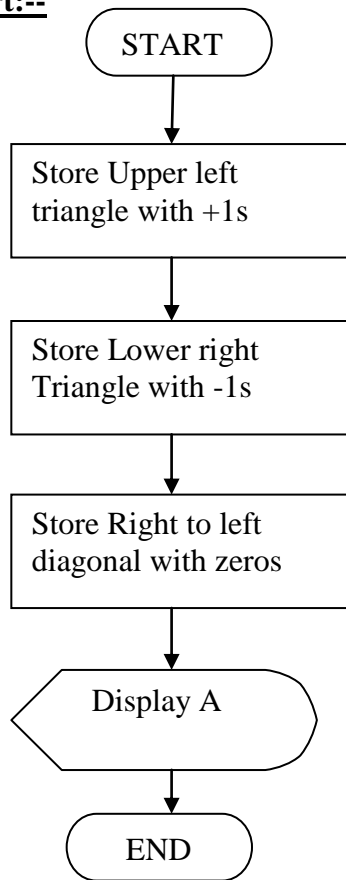 rt:--
START
Store Upper left
triangle with +1s
Store Lower right
Triangle with -1s
Store Right to left
diagonal with zeros
Display A
END